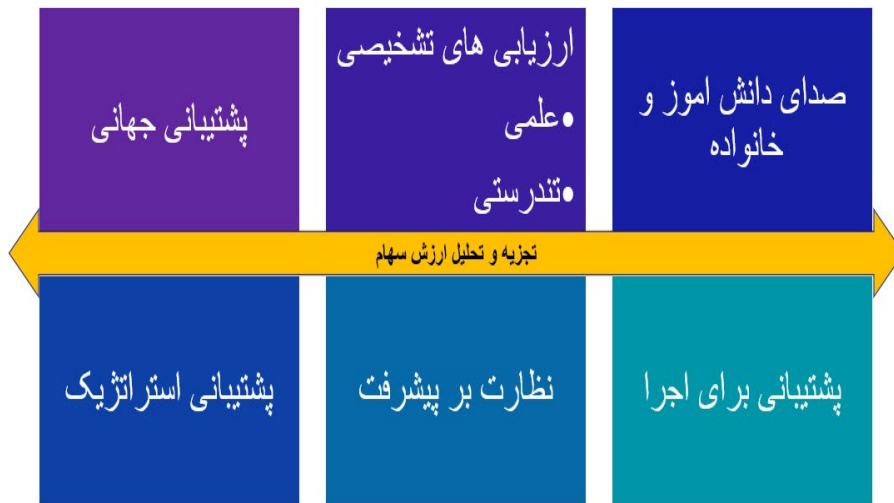 صدای دانش اموز و
خانواده
ارزیابی های تشخیصی
•علمی
•تندرستی
پشتیبانی جهانی
تجزیه و تحلیل ارزش سهام
پشتیبانی برای اجرا
نظارت بر پیشرفت
پشتیبانی استراتژیک